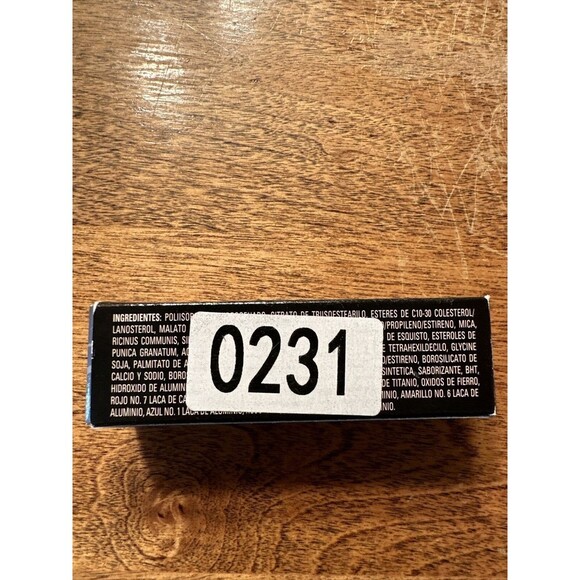 INGREDIENTES: POLIISOB CITRATO DE TRIISOESTEARILO, ESTERES DE C10-30 COLESTEROL/
LANOSTEROL, MALATO /PROPILENO/ESTIRENO, MICA,
RICINUS COMMUNIS, DE ESQUISTO, ESTEROLES DE
PUNICA GRANATUM, DE TETRAHEXILDECILO, GLYCINE
SOJA, PALMITATO DE /ESTIRENO, BOROSILICATO DE
CALCIO Y SODIO, SINTETICA, SABORIZANTE, BHT,
HIDROXIDO DE DE TITANIO, OXIDOS DE FIERRO,
ROJO NO. 7 LACA DE AMARILLO NO. 6 LACA DE
ALUMINIO, AZUL NO. 1 LACA DE ALUMINIO,
0231